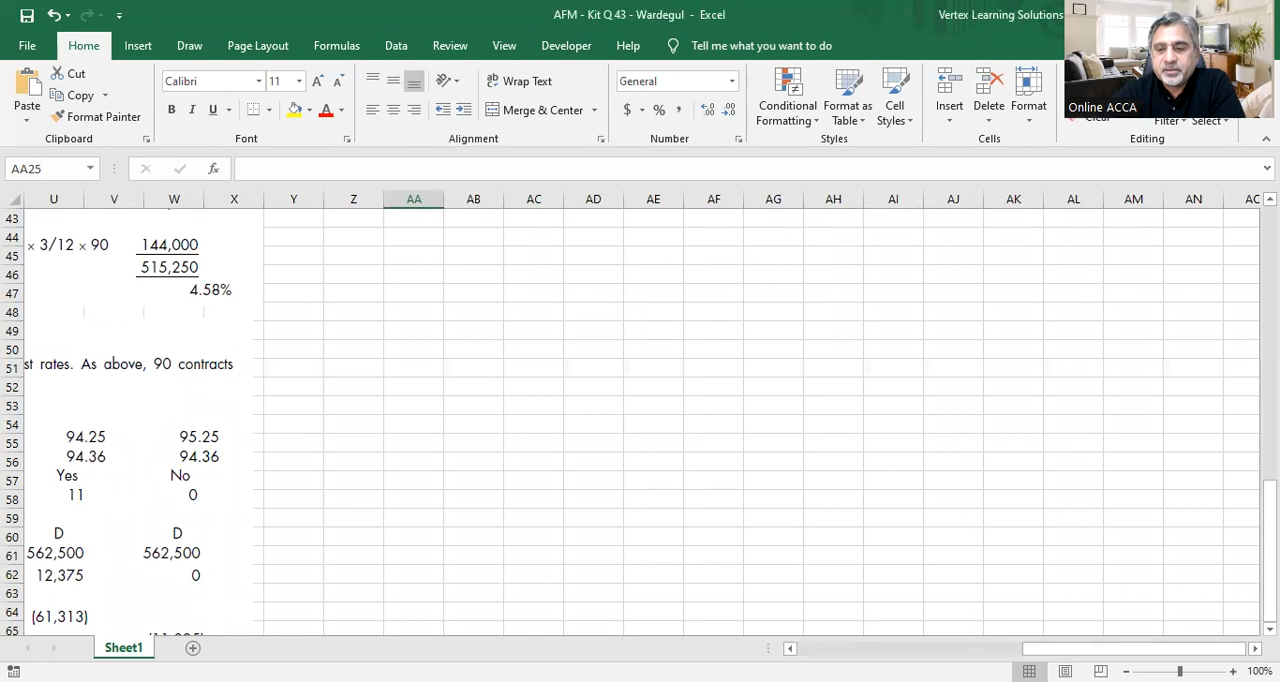 AFM - Kit Q 43 - Wardegul - Excel
Vertex Learning Solutions
File Home Insert Draw Page Layout Formulas Data Review View Developer Help Tell me what you want to do
Paste
Cut
Copy
Format Painter
Calibri 11
B I U
Wrap Text
Merge & Center
General
$ % ,
Conditional Formatting
Format as Table
Cell Styles
Insert Delete Format
Clear
Filter Select
Clipboard Font Alignment Number Styles Cells Editing
Online ACCA
AA25
fx
U V W X Y Z AA AB AC AD AE AF AG AH AI AJ AK AL AM AN
43
44
× 3/12 × 90 144,000
45
515,250
46
4.58%
47
48
49
50
st rates. As above, 90 contracts
51
52
53
54
94.25 95.25
55
94.36 94.36
56
Yes No
57
11 0
58
59
D D
60
562,500 562,500
61
12,375 0
62
63
(61,313)
64
65
Sheet1
100%